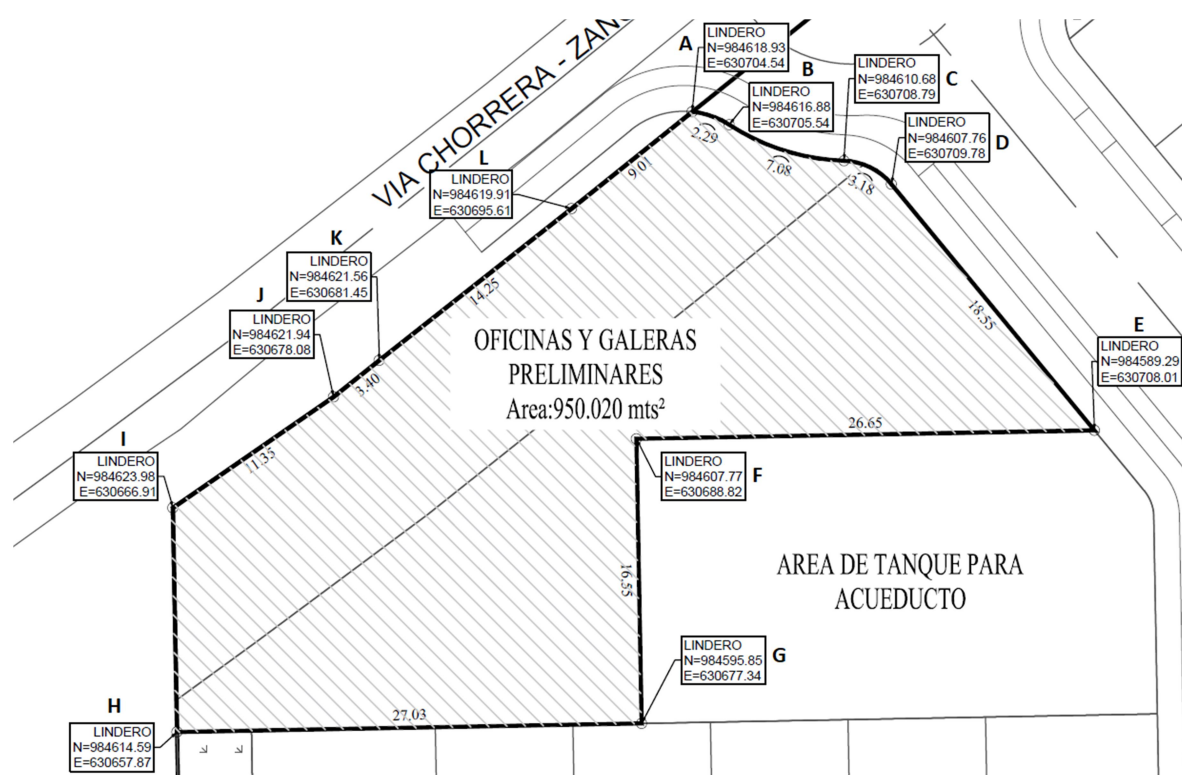 VIA CHORRERA - ZAN
A
LINDERO
N=984618.93
E=630704.54
B
LINDERO
N=984616.88
E=630705.54
C
LINDERO
N=984610.68
E=630708.79
D
LINDERO
N=984607.76
E=630709.78
2.29
7.08
3.18
9.01
L
LINDERO
N=984619.91
E=630695.61
K
LINDERO
N=984621.56
E=630681.45
14.25
J
LINDERO
N=984621.94
E=630678.08
3.40
18.55
E
LINDERO
N=984589.29
E=630708.01
OFICINAS Y GALERAS
PRELIMINARES
Area:950.020 mts²
26.65
I
LINDERO
N=984623.98
E=630666.91
11.35
LINDERO
N=984607.77
E=630688.82
F
16.55
AREA DE TANQUE PARA
ACUEDUCTO
LINDERO
N=984595.85
E=630677.34
G
H
LINDERO
N=984614.59
E=630657.87
27.03